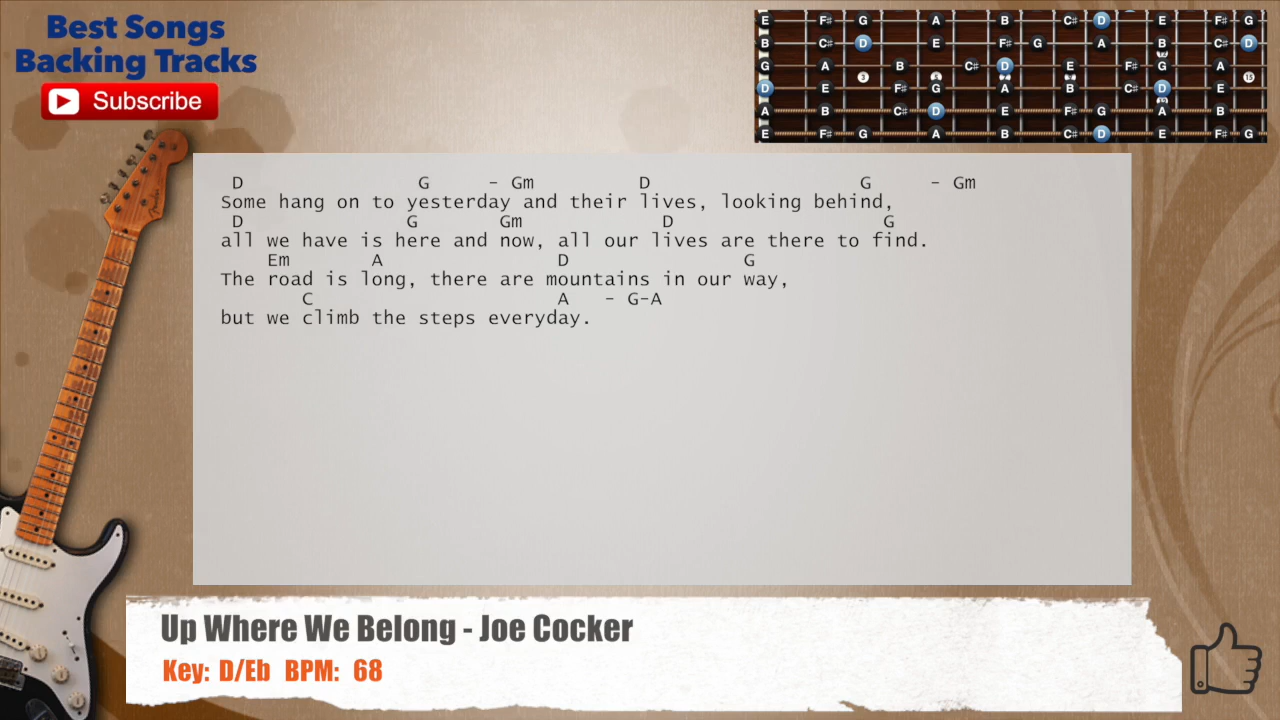 Best Songs
Backing Tracks
Subscribe
E F# G A B C# D E F# G
B C# D E F# G A B C# D
G A B C# D E F# G A
D E F# G A B C# D E
A B C# D E F# G A B
E F# G A B C# D E F# G
D G - Gm D G - Gm
Some hang on to yesterday and their lives, looking behind,
D G Gm D G
all we have is here and now, all our lives are there to find.
Em A D G
The road is long, there are mountains in our way,
C A - G-A
but we climb the steps everyday.
Up Where We Belong - Joe Cocker
Key: D/Eb BPM: 68